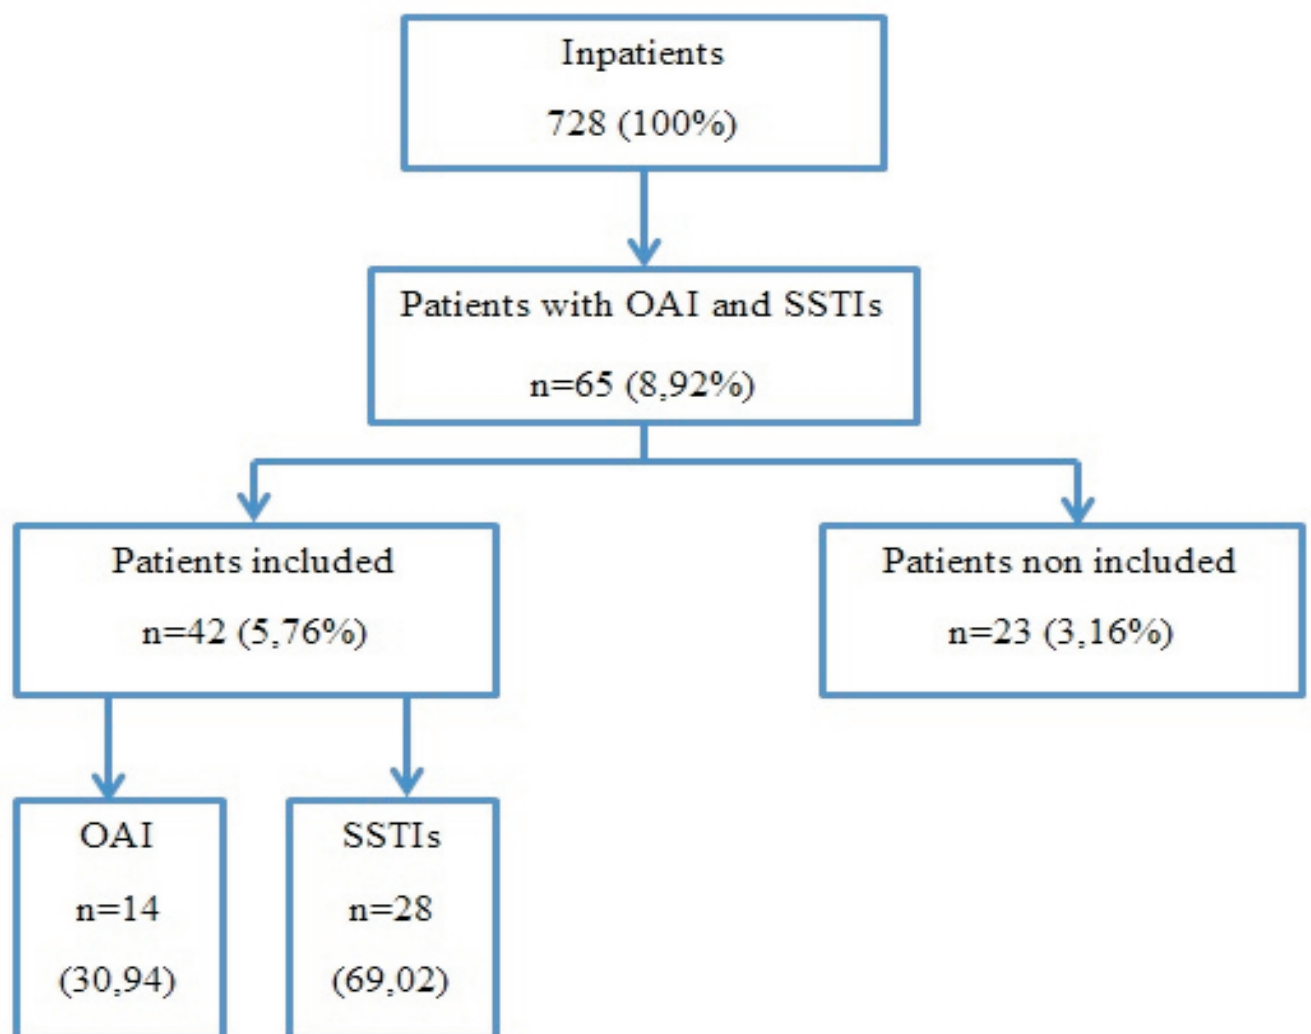 Inpatients
728 (100%)
Patients with OAI and SSTIs
n=65 (8,92%)
Patients included
n=42 (5,76%)
Patients non included
n=23 (3,16%)
OAI
n=14
(30,94)
SSTIs
n=28
(69,02)